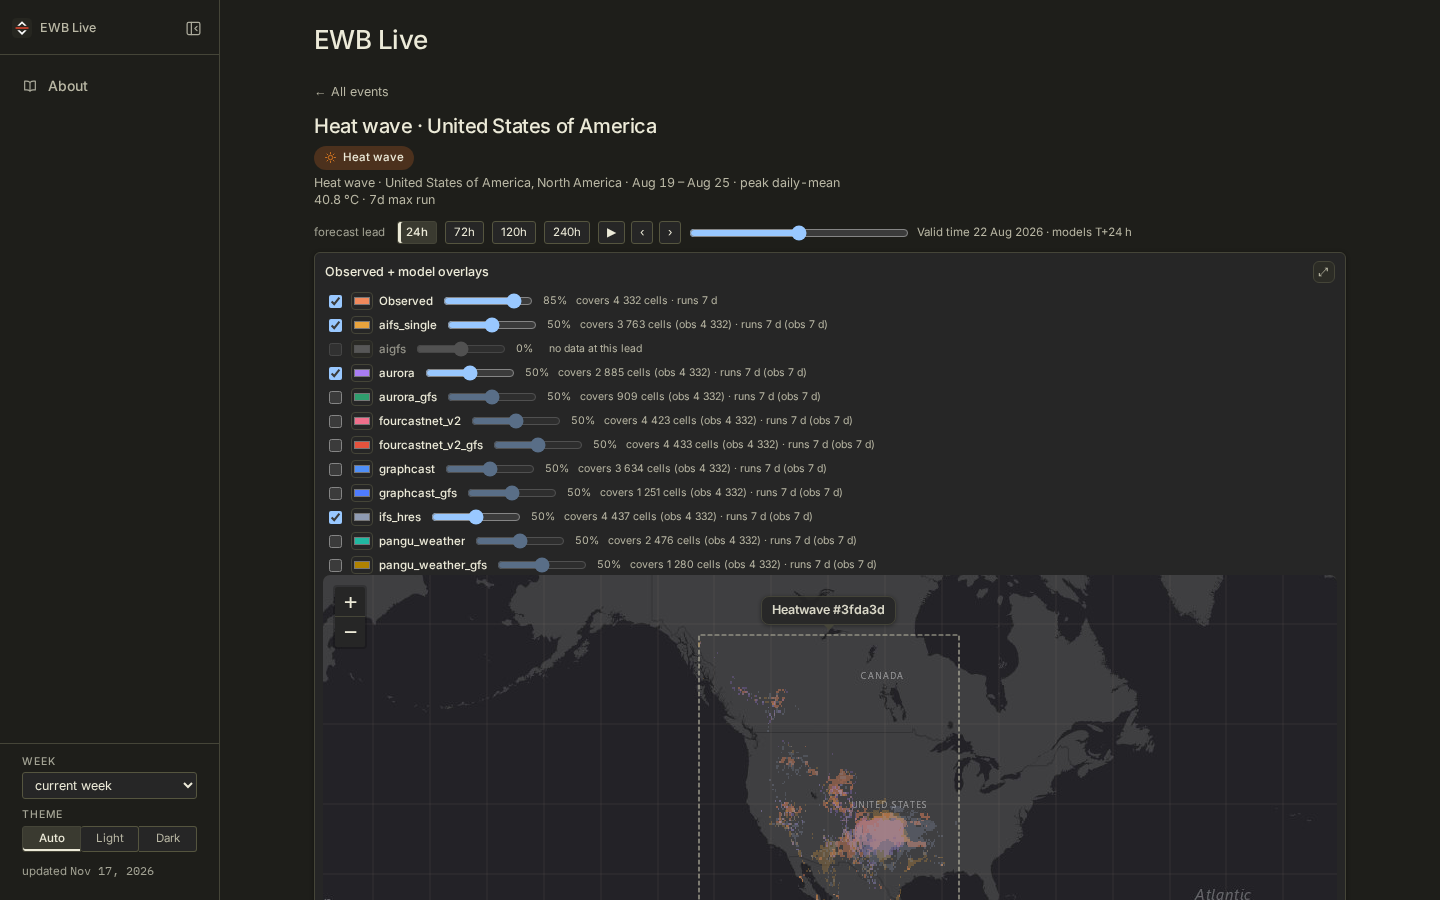 EWB Live
About
WEEK
current week
THEME
Auto Light Dark
updated Nov 17, 2026
EWB Live
← All events
Heat wave · United States of America
Heat wave
Heat wave · United States of America, North America · Aug 19 – Aug 25 · peak daily-mean
40.8 °C · 7d max run
forecast lead 24h 72h 120h 240h ▶ ‹ › Valid time 22 Aug 2026 · models T+24 h
Observed + model overlays
Observed 85% covers 4 332 cells · runs 7 d
aifs_single 50% covers 3 763 cells (obs 4 332) · runs 7 d (obs 7 d)
aigfs 0% no data at this lead
aurora 50% covers 2 885 cells (obs 4 332) · runs 7 d (obs 7 d)
aurora_gfs 50% covers 909 cells (obs 4 332) · runs 7 d (obs 7 d)
fourcastnet_v2 50% covers 4 423 cells (obs 4 332) · runs 7 d (obs 7 d)
fourcastnet_v2_gfs 50% covers 4 433 cells (obs 4 332) · runs 7 d (obs 7 d)
graphcast 50% covers 3 634 cells (obs 4 332) · runs 7 d (obs 7 d)
graphcast_gfs 50% covers 1 251 cells (obs 4 332) · runs 7 d (obs 7 d)
ifs_hres 50% covers 4 437 cells (obs 4 332) · runs 7 d (obs 7 d)
pangu_weather 50% covers 2 476 cells (obs 4 332) · runs 7 d (obs 7 d)
pangu_weather_gfs 50% covers 1 280 cells (obs 4 332) · runs 7 d (obs 7 d)
+
−
Heatwave #3fda3d
CANADA
UNITED STATES
Atlantic